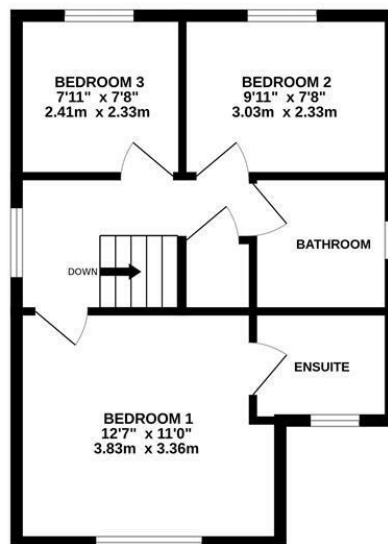 BEDROOM 3
7'11" x 7'8"
2.41m x 2.33m
BEDROOM 2
9'11" x 7'8"
3.03m x 2.33m
BATHROOM
DOWN
ENSUITE
BEDROOM 1
12'7" x 11'0"
3.83m x 3.36m